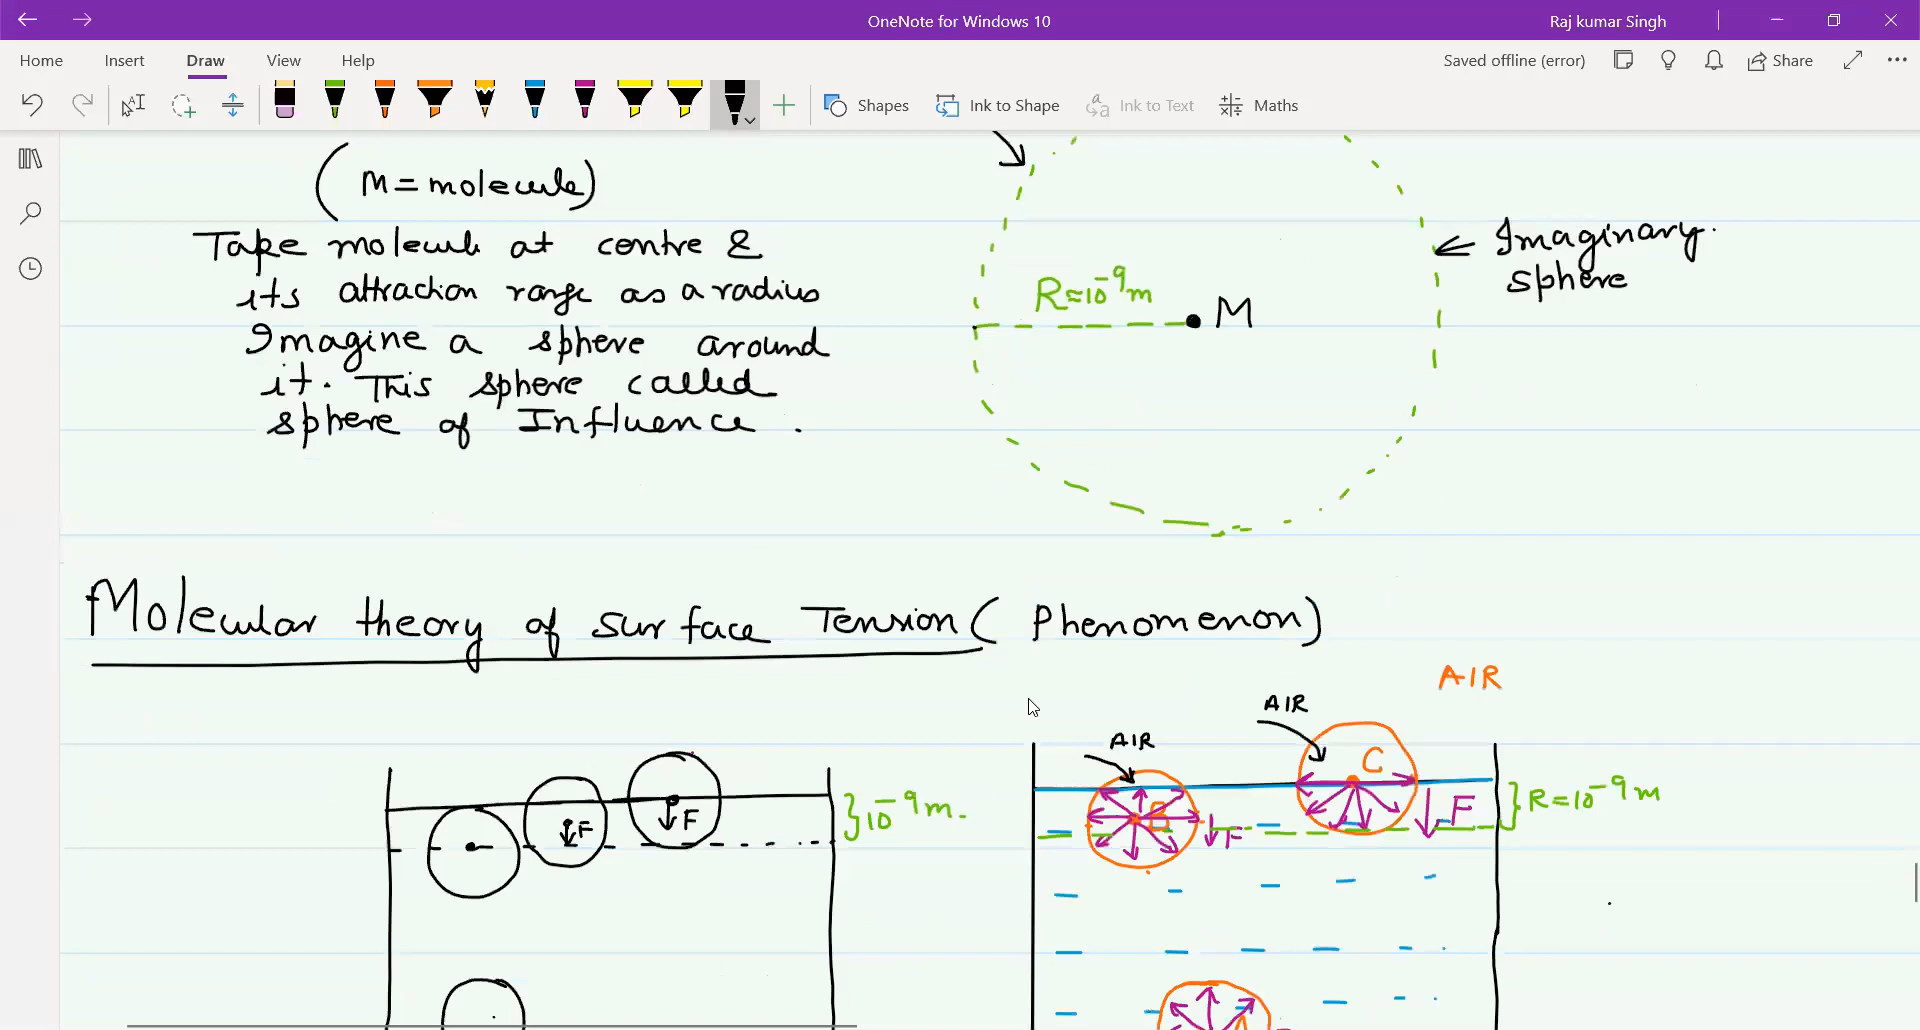 OneNote for Windows 10
Raj kumar Singh
Home Insert Draw View Help
Saved offline (error)
Share
Shapes
Ink to Shape
Ink to Text
Maths
(M = molecule)
Take molecul at centre &
its attraction range as a radius
Imagine a sphere around
it. This sphere called
sphere of Influence.
R≈10⁻⁹m
M
Imaginary
sphere
Molecular theory of surface Tension (Phenomenon)
AIR
AIR
AIR
C
B
F
F
R=10⁻⁹m
F
F
10⁻⁹m.